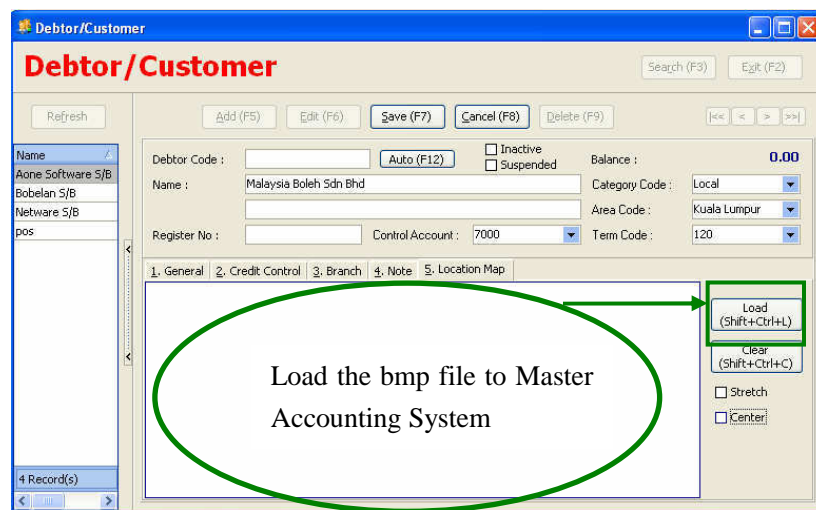 Debtor/Customer
Debtor/Customer
Search (F3) Exit (F2)
Refresh Add (F5) Edit (F6) Save (F7) Cancel (F8) Delete (F9) |<< < > >>|
Name
Aone Software S/B
Bobelan S/B
Netware S/B
pos
4 Record(s)
Debtor Code : Auto (F12) Inactive Suspended Balance : 0.00
Name : Malaysia Boleh Sdn Bhd Category Code : Local
Area Code : Kuala Lumpur
Register No : Control Account : 7000 Term Code : 120
1. General 2. Credit Control 3. Branch 4. Note 5. Location Map
Load
(Shift+Ctrl+L)
Clear
(Shift+Ctrl+C)
Stretch
Center
Load the bmp file to Master
Accounting System